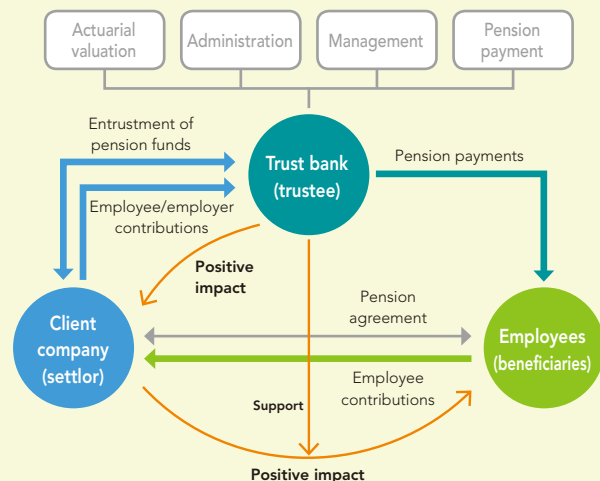 Actuarial
valuation
Administration
Management
Pension
payment
Entrustment of
pension funds
Trust bank
(trustee)
Pension payments
Employee/employer
contributions
Positive
impact
Client
company
(settlor)
Pension
agreement
Employees
(beneficiaries)
Employee
contributions
Support
Positive impact